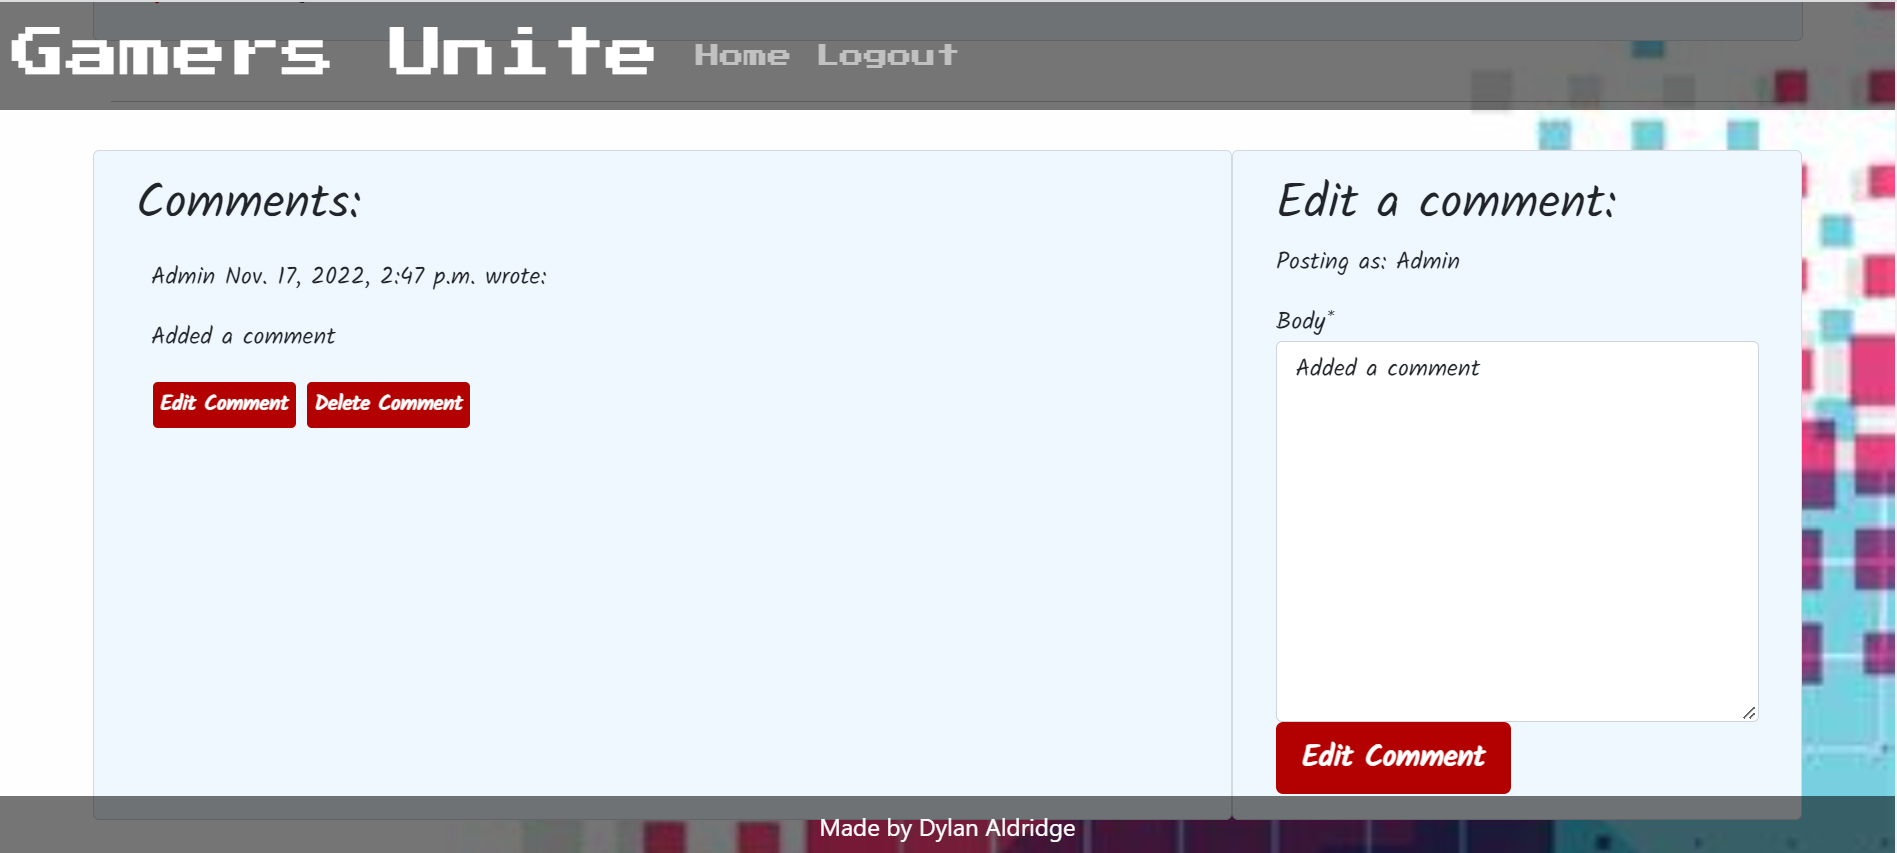 Gamers Unite Home Logout
Comments:
Admin Nov. 17, 2022, 2:47 p.m. wrote:
Added a comment
Edit Comment Delete Comment
Edit a comment:
Posting as: Admin
Body*
Added a comment
Edit Comment
Made by Dylan Aldridge